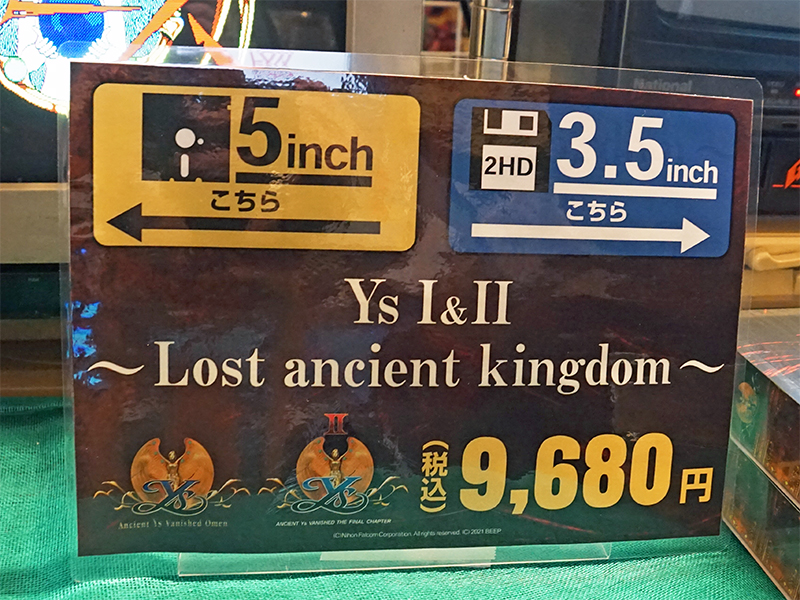 5inch
こちら
2HD
3.5inch
こちら
National
Ys I&II
～Lost ancient kingdom～
Ys
Ancient Ys Vanished Omen
II
Ys
ANCIENT Ys VANISHED THE FINAL CHAPTER
(税込)
9,680円
(C)Nihon Falcom Corporation. All rights reserved. (C) 2021 BEEP